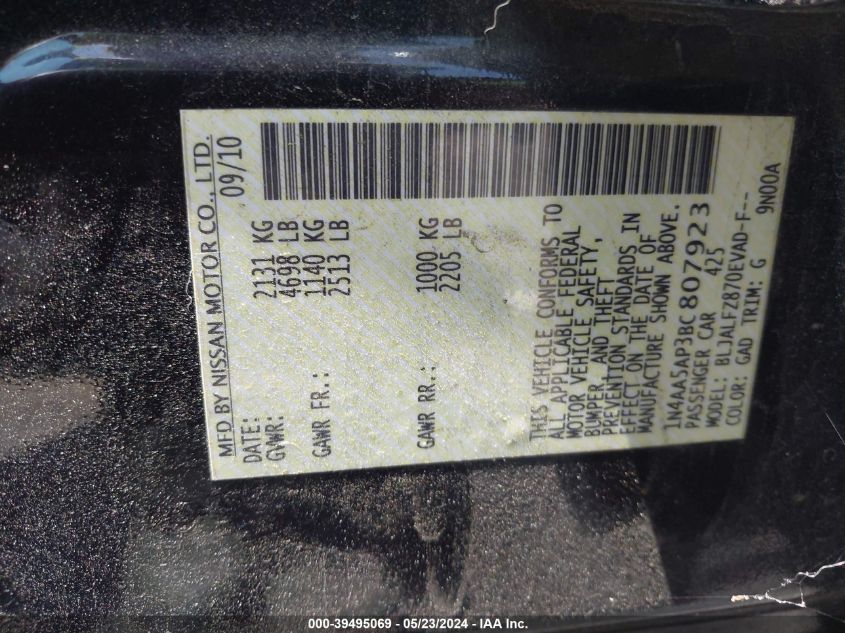 MFD BY NISSAN MOTOR CO., LTD.
DATE: 09/10
GVWR: 2131 KG
4698 LB
GAWR FR.: 1140 KG
2513 LB
GAWR RR.: 1000 KG
2205 LB
THIS VEHICLE CONFORMS TO
ALL APPLICABLE FEDERAL
MOTOR VEHICLE SAFETY,
BUMPER, AND THEFT
PREVENTION STANDARDS IN
EFFECT ON THE DATE OF
MANUFACTURE SHOWN ABOVE.
1N4AA5AP3BC807923
PASSENGER CAR 425
MODEL: BLJALF2870EVAD-F--
COLOR: GAD TRIM: G 9N00A
000-39495069 - 05/23/2024 - IAA Inc.